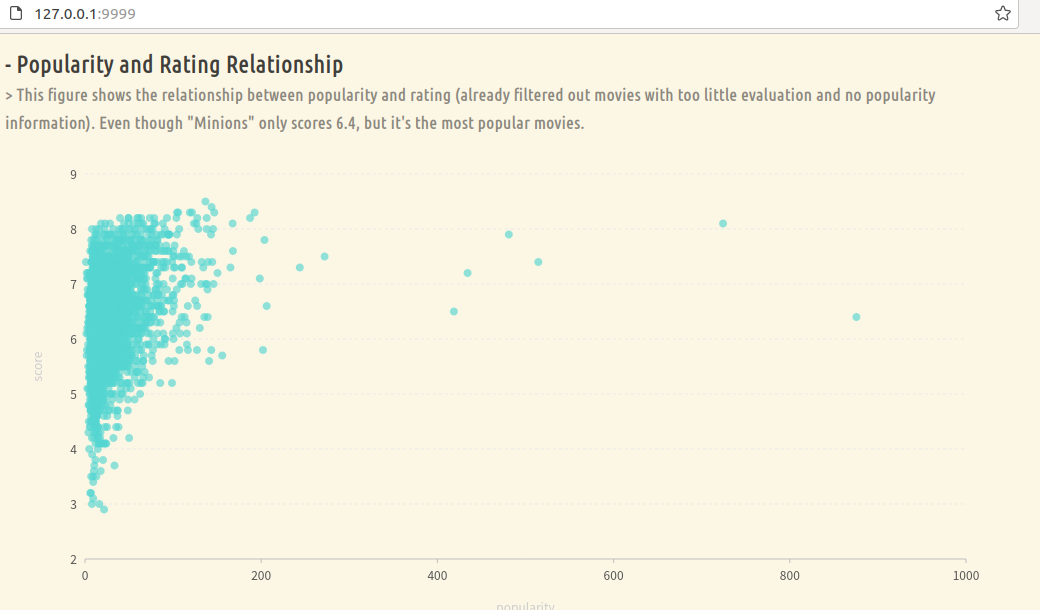 127.0.0.1:9999
- Popularity and Rating Relationship
> This figure shows the relationship between popularity and rating (already filtered out movies with too little evaluation and no popularity
information). Even though "Minions" only scores 6.4, but it's the most popular movies.
9
8
7
6
score
5
4
3
2
0 200 400 600 800 1000
popularity